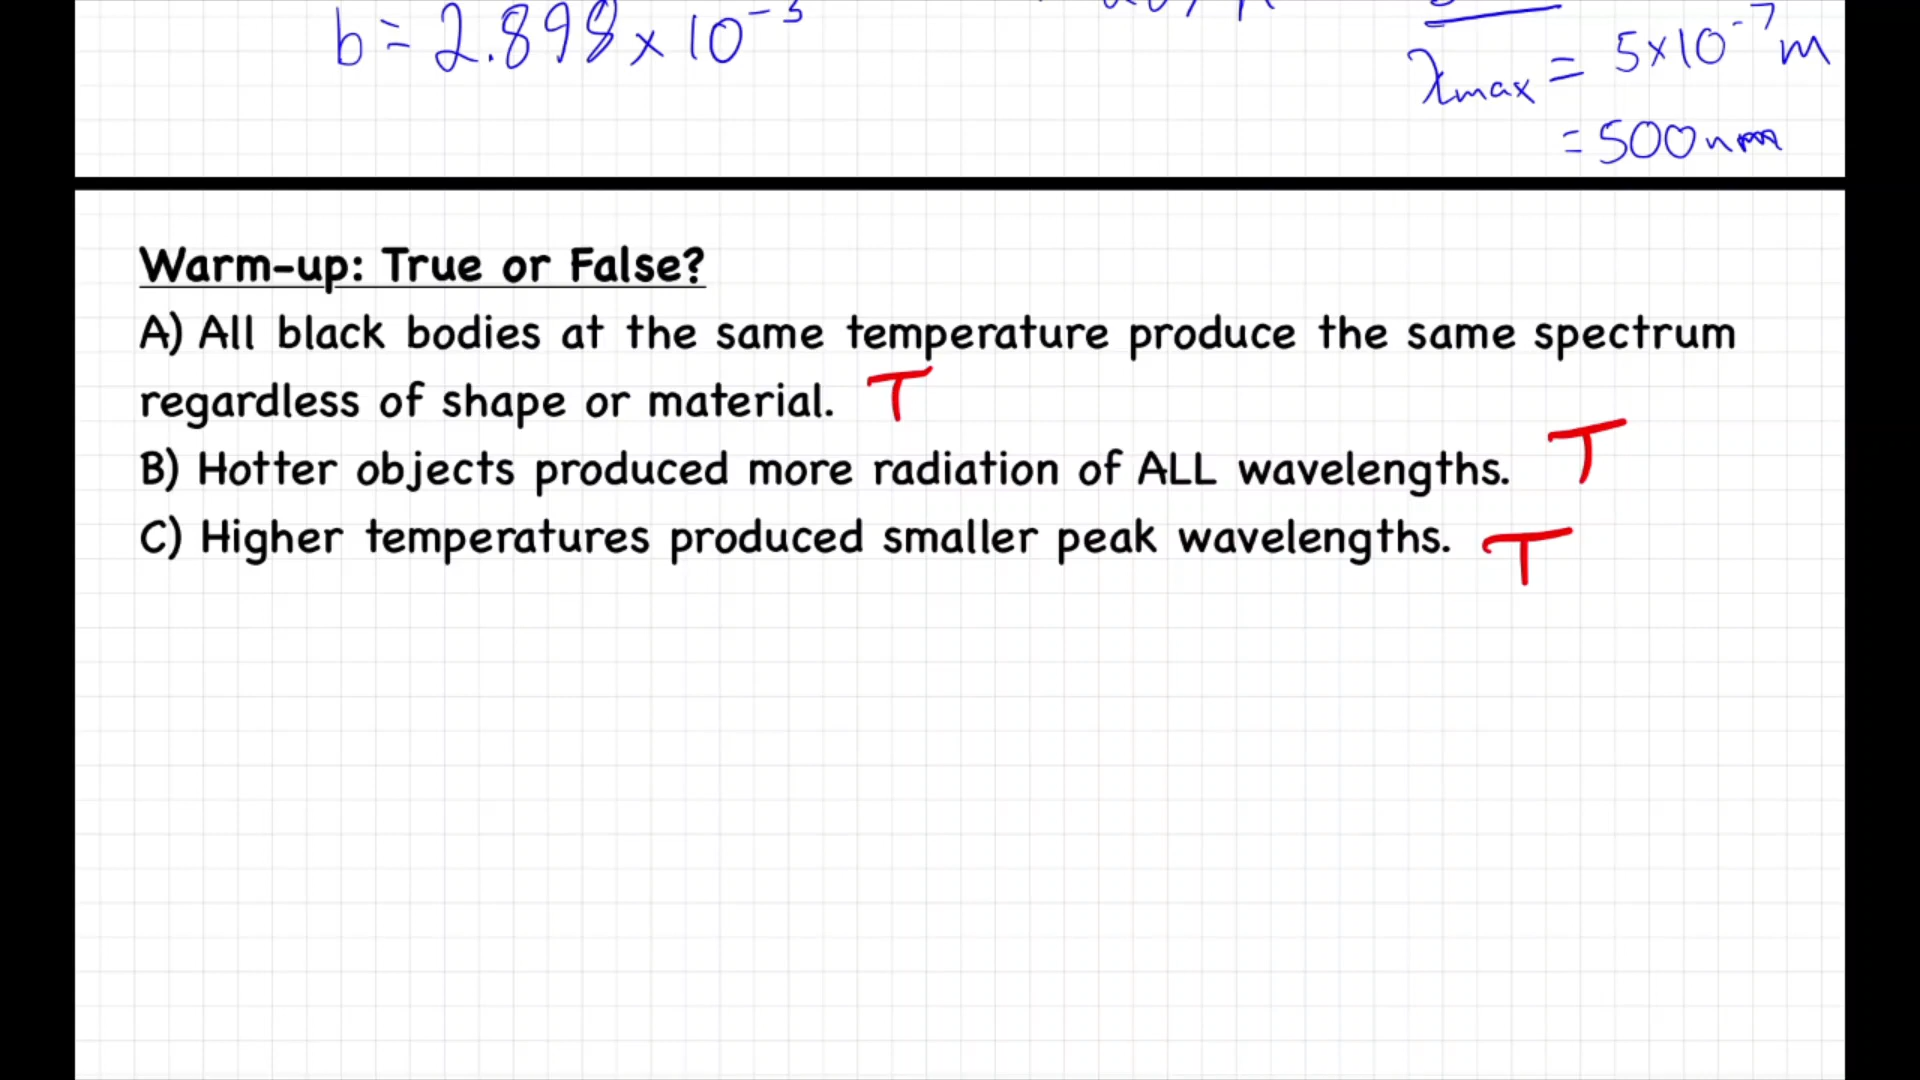 b = 2.898 x 10⁻³
λmax = 5x10⁻⁷ m
= 500nm
Warm-up: True or False?
A) All black bodies at the same temperature produce the same spectrum
regardless of shape or material. T
B) Hotter objects produced more radiation of ALL wavelengths. T
C) Higher temperatures produced smaller peak wavelengths. T